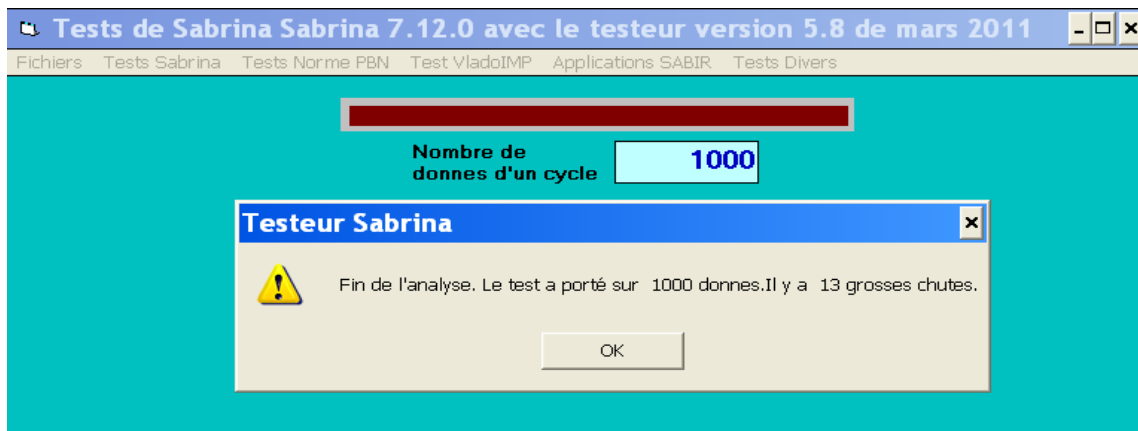 Tests de Sabrina Sabrina 7.12.0 avec le testeur version 5.8 de mars 2011
Fichiers Tests Sabrina Tests Norme PBN Test VladoIMP Applications SABIR Tests Divers
Nombre de
donnes d'un cycle 1000
Testeur Sabrina
Fin de l'analyse. Le test a porté sur 1000 donnes.Il y a 13 grosses chutes.
OK